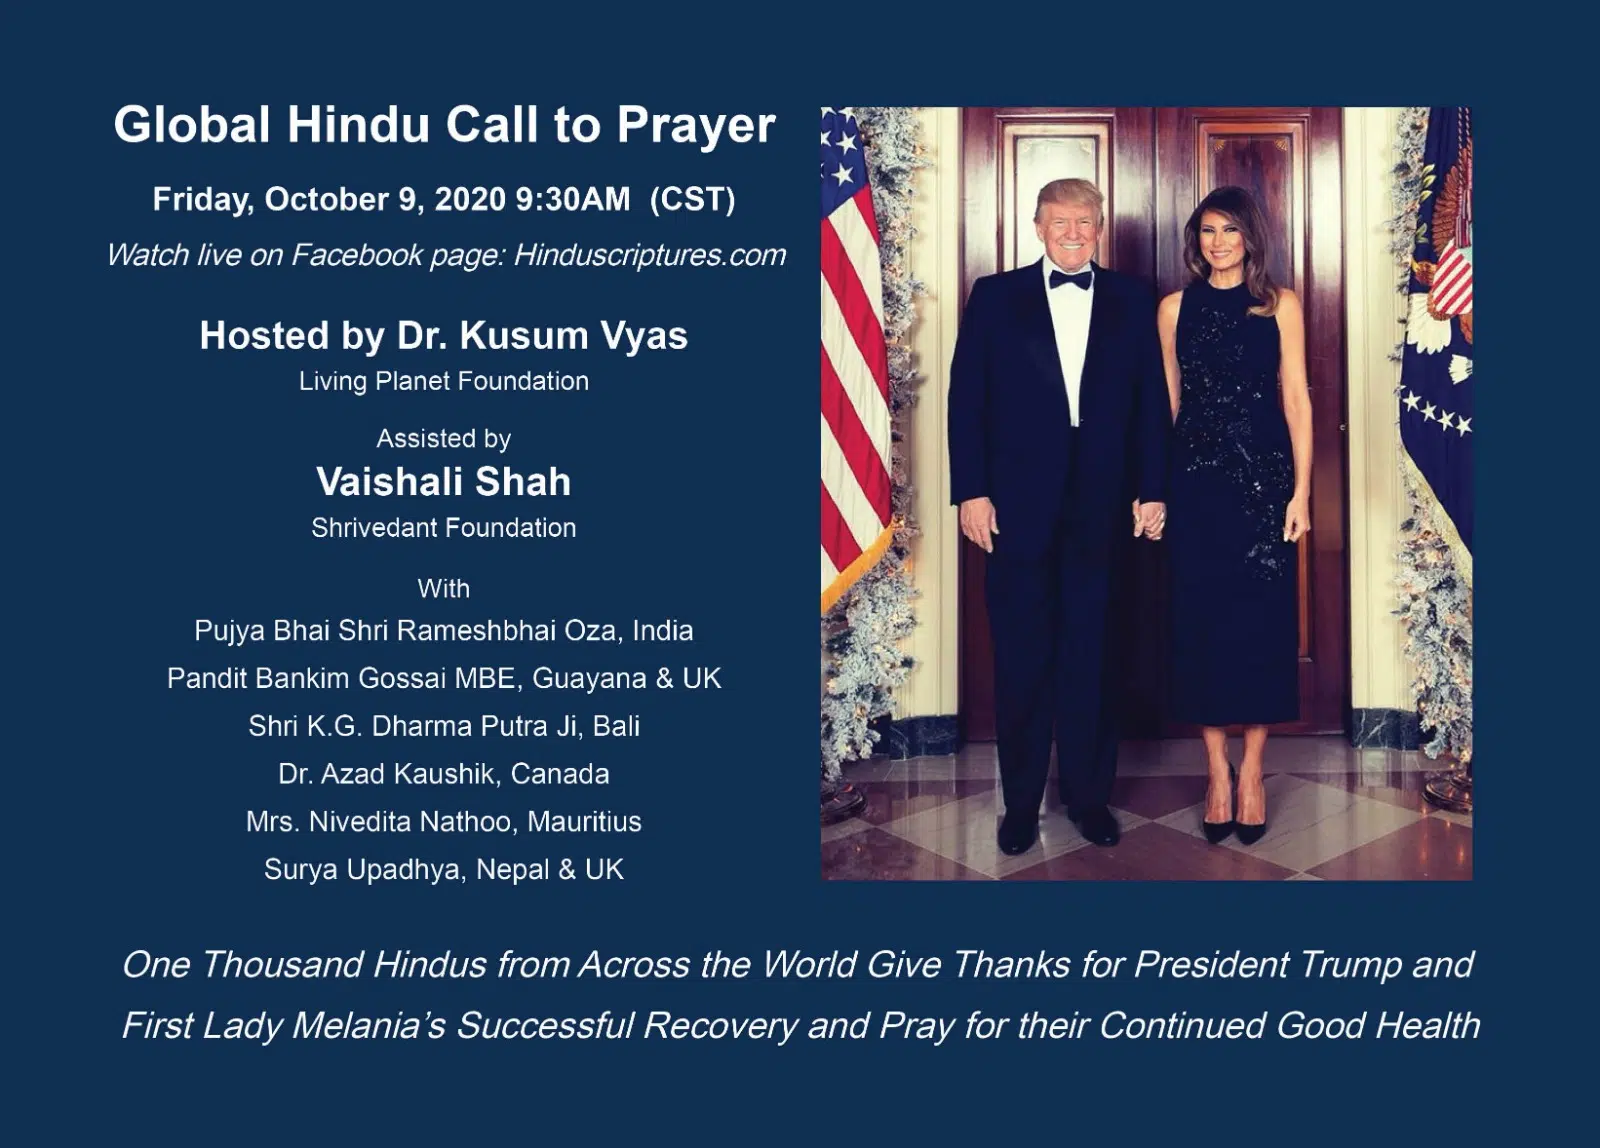 Global Hindu Call to Prayer
Friday, October 9, 2020 9:30AM (CST)
Watch live on Facebook page: Hinduscriptures.com
Hosted by Dr. Kusum Vyas
Living Planet Foundation
Assisted by
Vaishali Shah
Shrivedant Foundation
With
Pujya Bhai Shri Rameshbhai Oza, India
Pandit Bankim Gossai MBE, Guayana & UK
Shri K.G. Dharma Putra Ji, Bali
Dr. Azad Kaushik, Canada
Mrs. Nivedita Nathoo, Mauritius
Surya Upadhya, Nepal & UK
One Thousand Hindus from Across the World Give Thanks for President Trump and
First Lady Melania’s Successful Recovery and Pray for their Continued Good Health